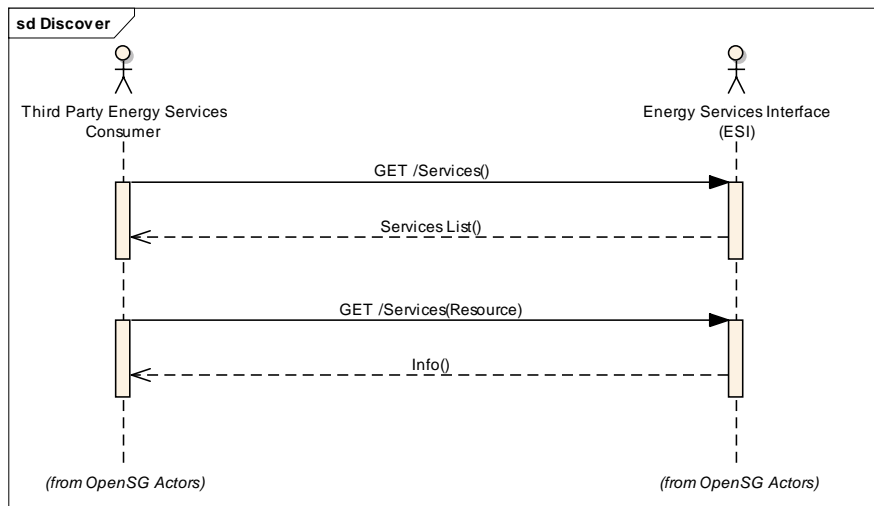 sd Discover
Third Party Energy Services
Consumer
Energy Services Interface
(ESI)
GET /Services()
Services List()
GET /Services(Resource)
Info()
(from OpenSG Actors)
(from OpenSG Actors)